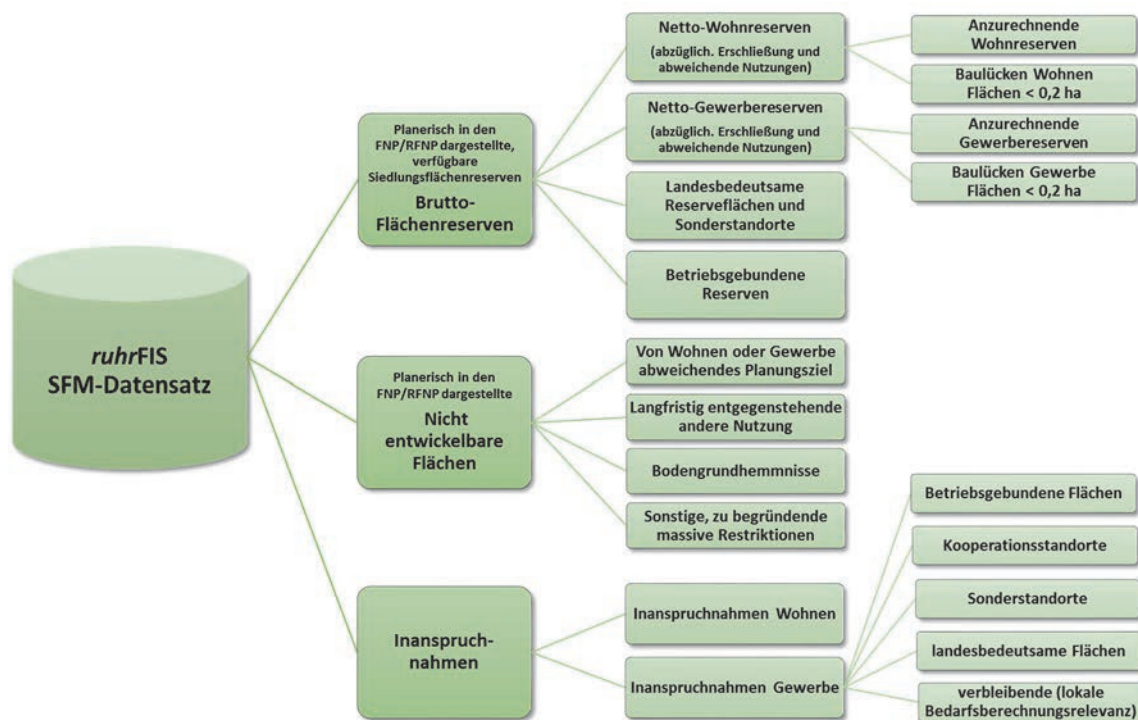 ruhrFIS
SFM-Datensatz
Planerisch in den
FNP/RFNP dargestellte,
verfügbare
Siedlungsflächenreserven
Brutto-
Flächenreserven
Netto-Wohnreserven
(abzüglich. Erschließung und
abweichende Nutzungen)
Anzurechnende
Wohnreserven
Baulücken Wohnen
Flächen < 0,2 ha
Netto-Gewerbereserven
(abzüglich. Erschließung und
abweichende Nutzungen)
Anzurechnende
Gewerbereserven
Baulücken Gewerbe
Flächen < 0,2 ha
Landesbedeutsame
Reserveflächen und
Sonderstandorte
Betriebsgebundene
Reserven
Planerisch in den
FNP/RFNP dargestellte
Nicht
entwickelbare
Flächen
Von Wohnen oder Gewerbe
abweichendes Planungsziel
Langfristig entgegenstehende
andere Nutzung
Bodengrundhemmnisse
Sonstige, zu begründende
massive Restriktionen
Inanspruch-
nahmen
Inanspruchnahmen Wohnen
Inanspruchnahmen Gewerbe
Betriebsgebundene Flächen
Kooperationsstandorte
Sonderstandorte
landesbedeutsame Flächen
verbleibende (lokale
Bedarfsberechnungsrelevanz)